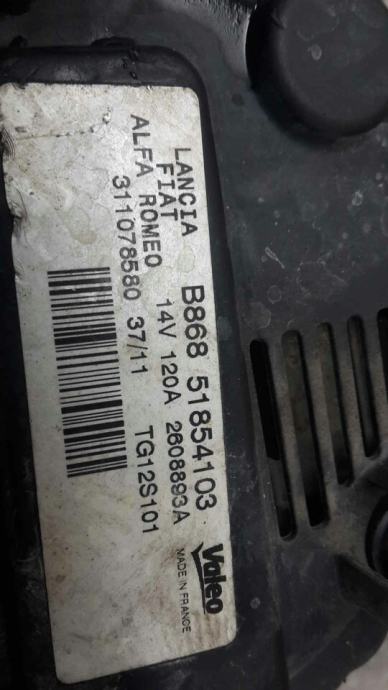 LANCIA B868 51854103
FIAT 14V 120A 2608893A
ALFA ROMEO
311078580 37/11 TG12S101
Valeo
MADE IN FRANCE